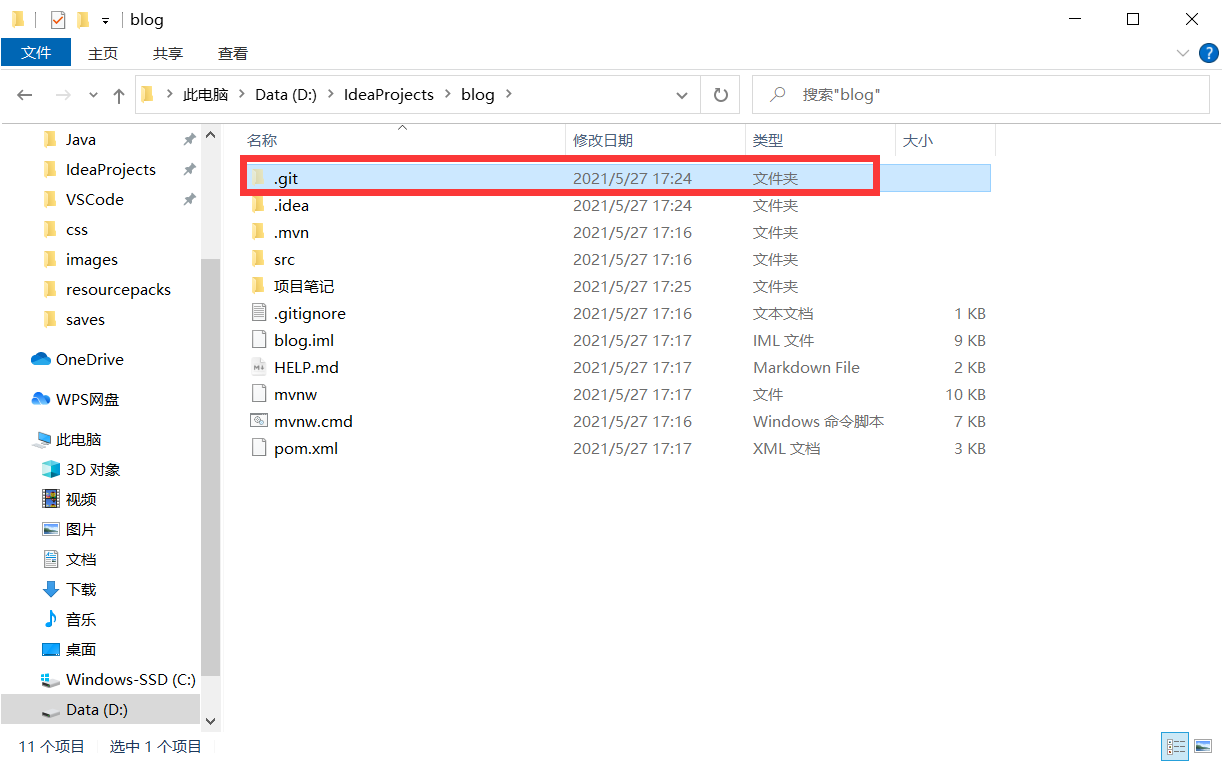 blog
文件 主页 共享 查看
此电脑 Data (D:) IdeaProjects blog 搜索"blog"
Java
IdeaProjects
VSCode
css
images
resourcepacks
saves
OneDrive
WPS网盘
此电脑
3D 对象
视频
图片
文档
下载
音乐
桌面
Windows-SSD (C:)
Data (D:)
名称 修改日期 类型 大小
.git 2021/5/27 17:24 文件夹
.idea 2021/5/27 17:24 文件夹
.mvn 2021/5/27 17:16 文件夹
src 2021/5/27 17:16 文件夹
项目笔记 2021/5/27 17:25 文件夹
.gitignore 2021/5/27 17:16 文本文档 1 KB
blog.iml 2021/5/27 17:17 IML 文件 9 KB
HELP.md 2021/5/27 17:17 Markdown File 2 KB
mvnw 2021/5/27 17:17 文件 10 KB
mvnw.cmd 2021/5/27 17:16 Windows 命令脚本 7 KB
pom.xml 2021/5/27 17:17 XML 文档 3 KB
11 个项目 选中 1 个项目